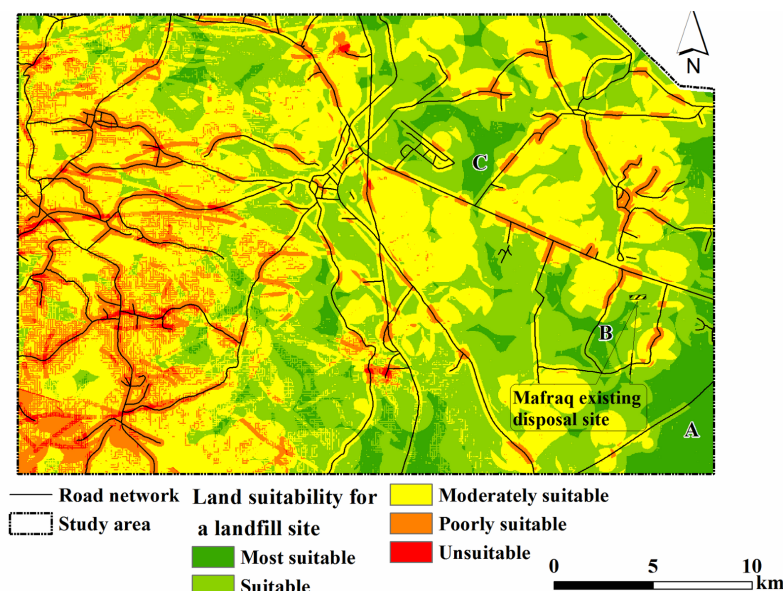 N
C
B
Mafraq existing
disposal site
A
Road network
Study area
Land suitability for
a landfill site
Most suitable
Suitable
Moderately suitable
Poorly suitable
Unsuitable
0 5 10
km